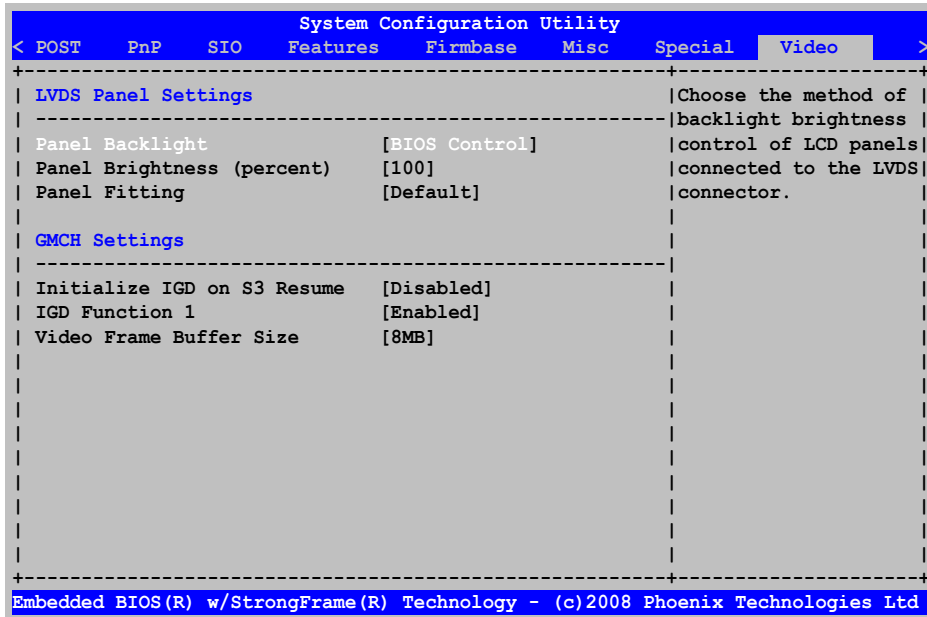 System Configuration Utility
< POST PnP SIO Features Firmbase Misc Special Video >
LVDS Panel Settings
Panel Backlight [BIOS Control]
Panel Brightness (percent) [100]
Panel Fitting [Default]
GMCH Settings
Initialize IGD on S3 Resume [Disabled]
IGD Function 1 [Enabled]
Video Frame Buffer Size [8MB]
Choose the method of
backlight brightness
control of LCD panels
connected to the LVDS
connector.
Embedded BIOS(R) w/StrongFrame(R) Technology - (c)2008 Phoenix Technologies Ltd